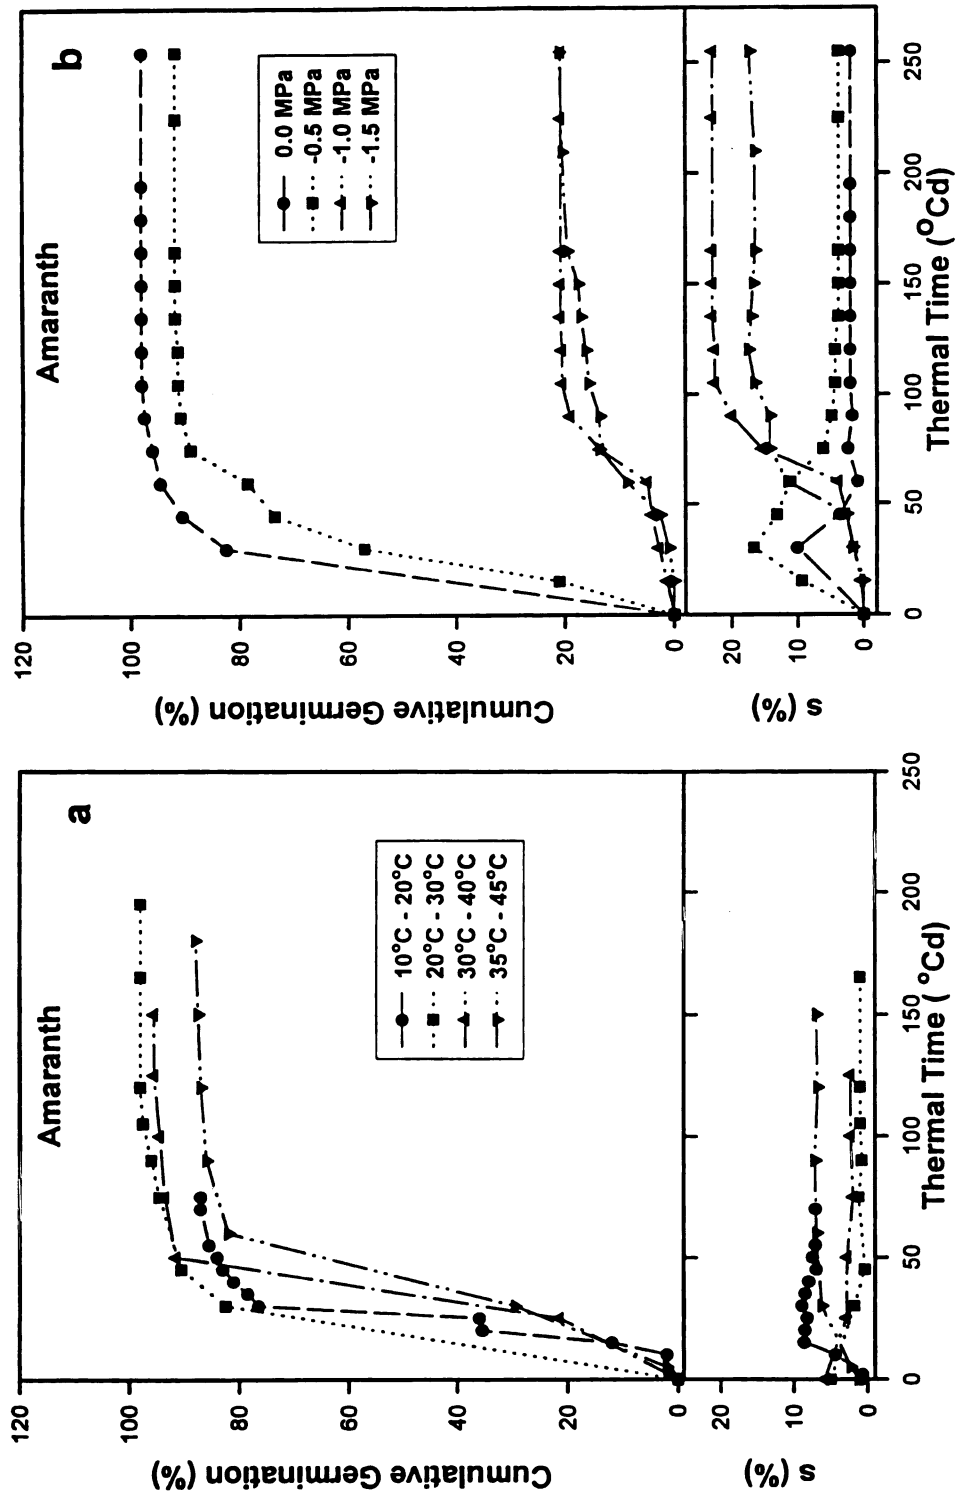 Amaranth
a
120
100
80
60
40
20
0
Cumulative Germination (%)
10°C - 20°C
20°C - 30°C
30°C - 40°C
35°C - 45°C
20
10
0
s (%)
0
50
100
150
200
250
Thermal Time ( °Cd)
Amaranth
b
120
100
80
60
40
20
0
Cumulative Germination (%)
0.0 MPa
-0.5 MPa
-1.0 MPa
-1.5 MPa
20
10
0
s (%)
0
50
100
150
200
250
Thermal Time (°Cd)